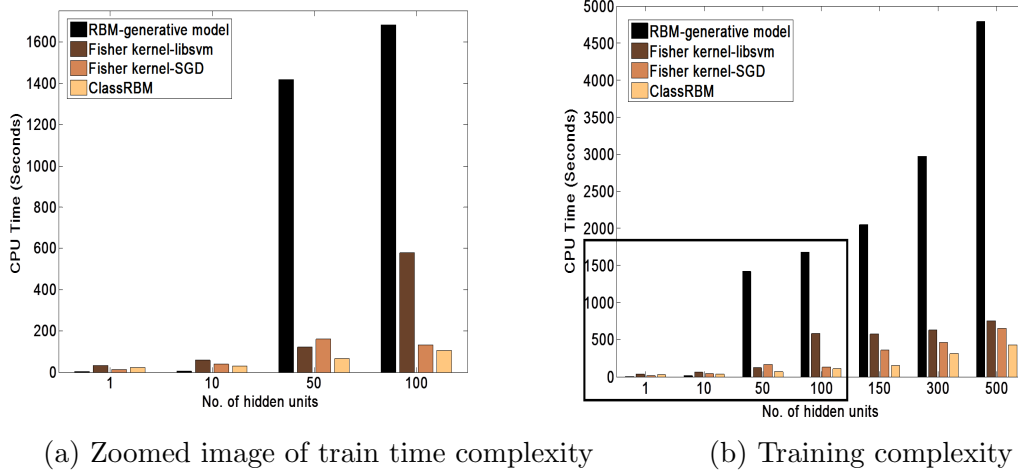 RBM-generative model
Fisher kernel-libsvm
Fisher kernel-SGD
ClassRBM
1600
1400
1200
1000
800
600
400
200
0
CPU Time (Seconds)
1 10 50 100
No. of hidden units
(a) Zoomed image of train time complexity
RBM-generative model
Fisher kernel-libsvm
Fisher kernel-SGD
ClassRBM
5000
4500
4000
3500
3000
2500
2000
1500
1000
500
0
CPU Time (Seconds)
1 10 50 100 150 300 500
No. of hidden units
(b) Training complexity